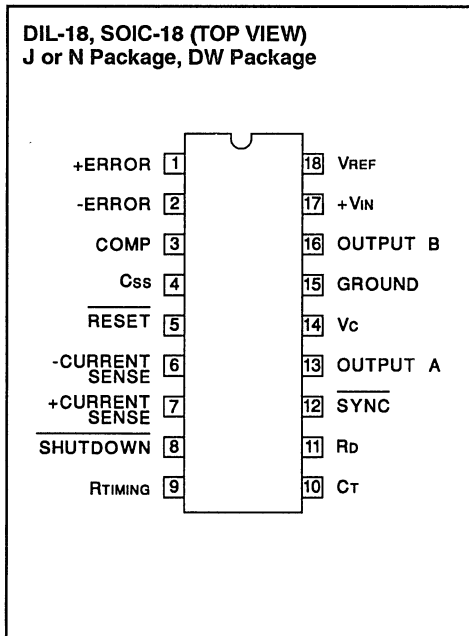 DIL-18, SOIC-18 (TOP VIEW)
J or N Package, DW Package
+ERROR 1 18 VREF
-ERROR 2 17 +VIN
COMP 3 16 OUTPUT B
CSS 4 15 GROUND
RESET 5 14 VC
-CURRENT SENSE 6 13 OUTPUT A
+CURRENT SENSE 7 12 SYNC
SHUTDOWN 8 11 RD
RTIMING 9 10 CT